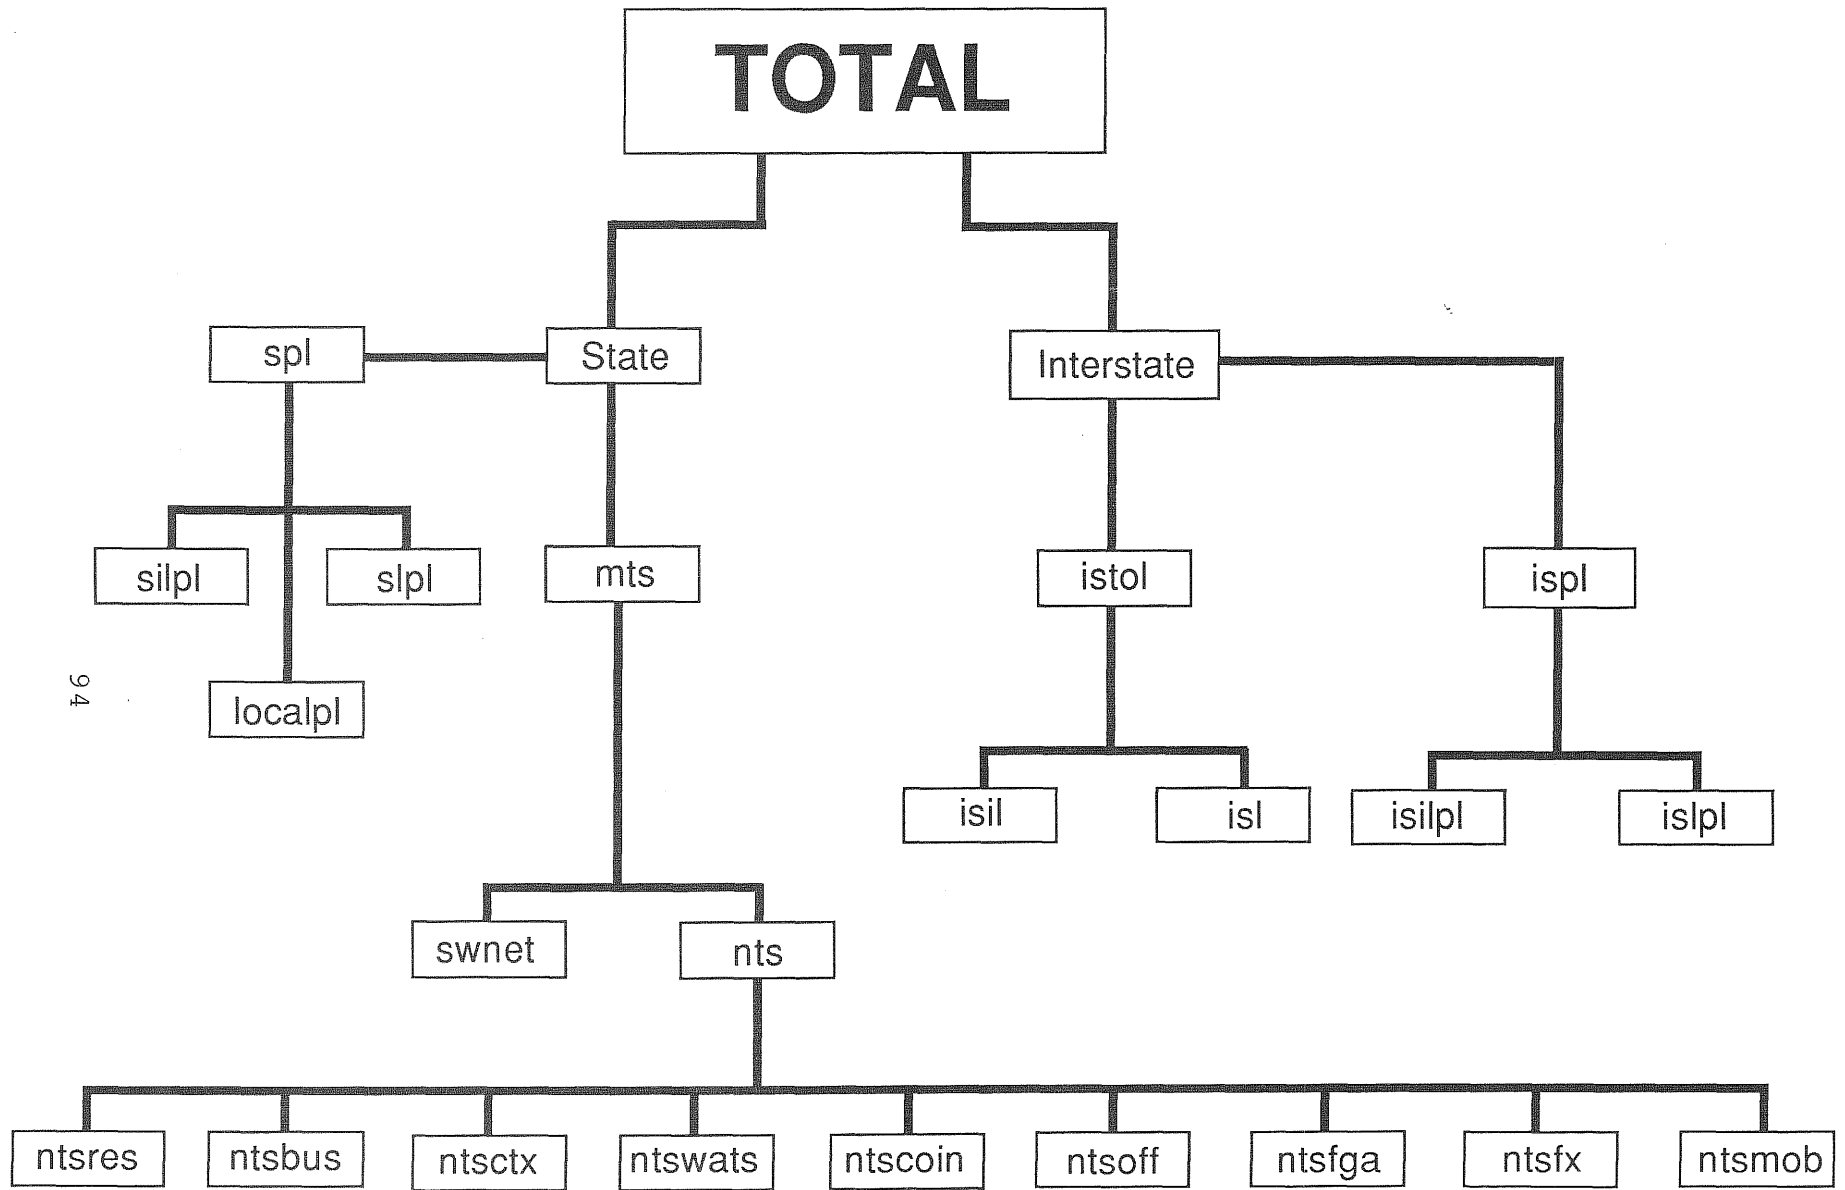 TOTAL
spl
State
Interstate
silpl
slpl
mts
istol
ispl
94
localpl
isil
isl
isilpl
islpl
swnet
nts
ntsres
ntsbus
ntsctx
ntswats
ntscoin
ntsoff
ntsfga
ntsfx
ntsmob